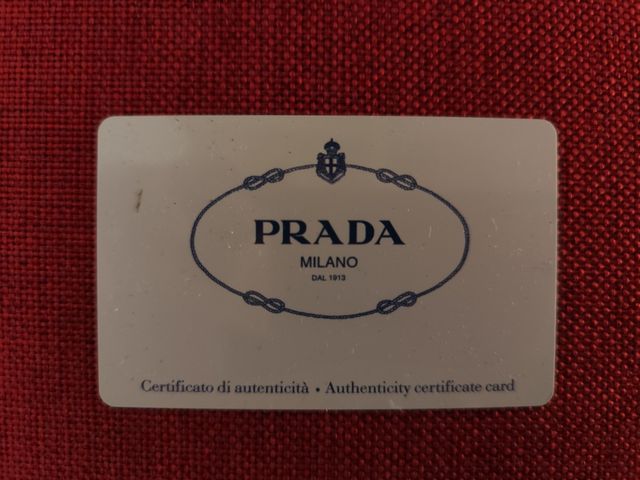 PRADA
MILANO
DAL 1913
Certificato di autenticità • Authenticity certificate card